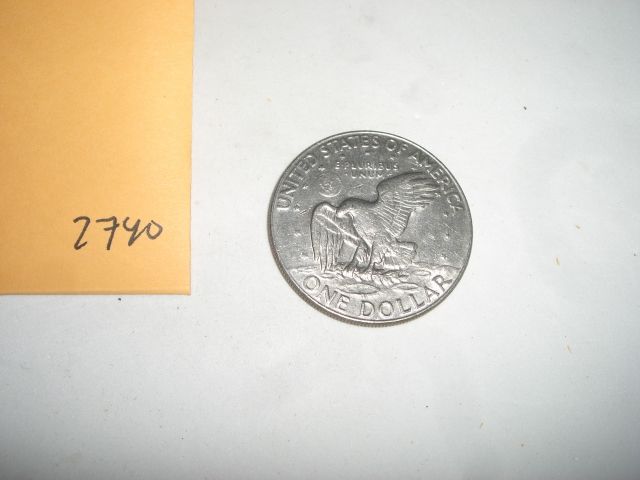 2740
UNITED STATES OF AMERICA
E PLURIBUS
UNUM
ONE DOLLAR